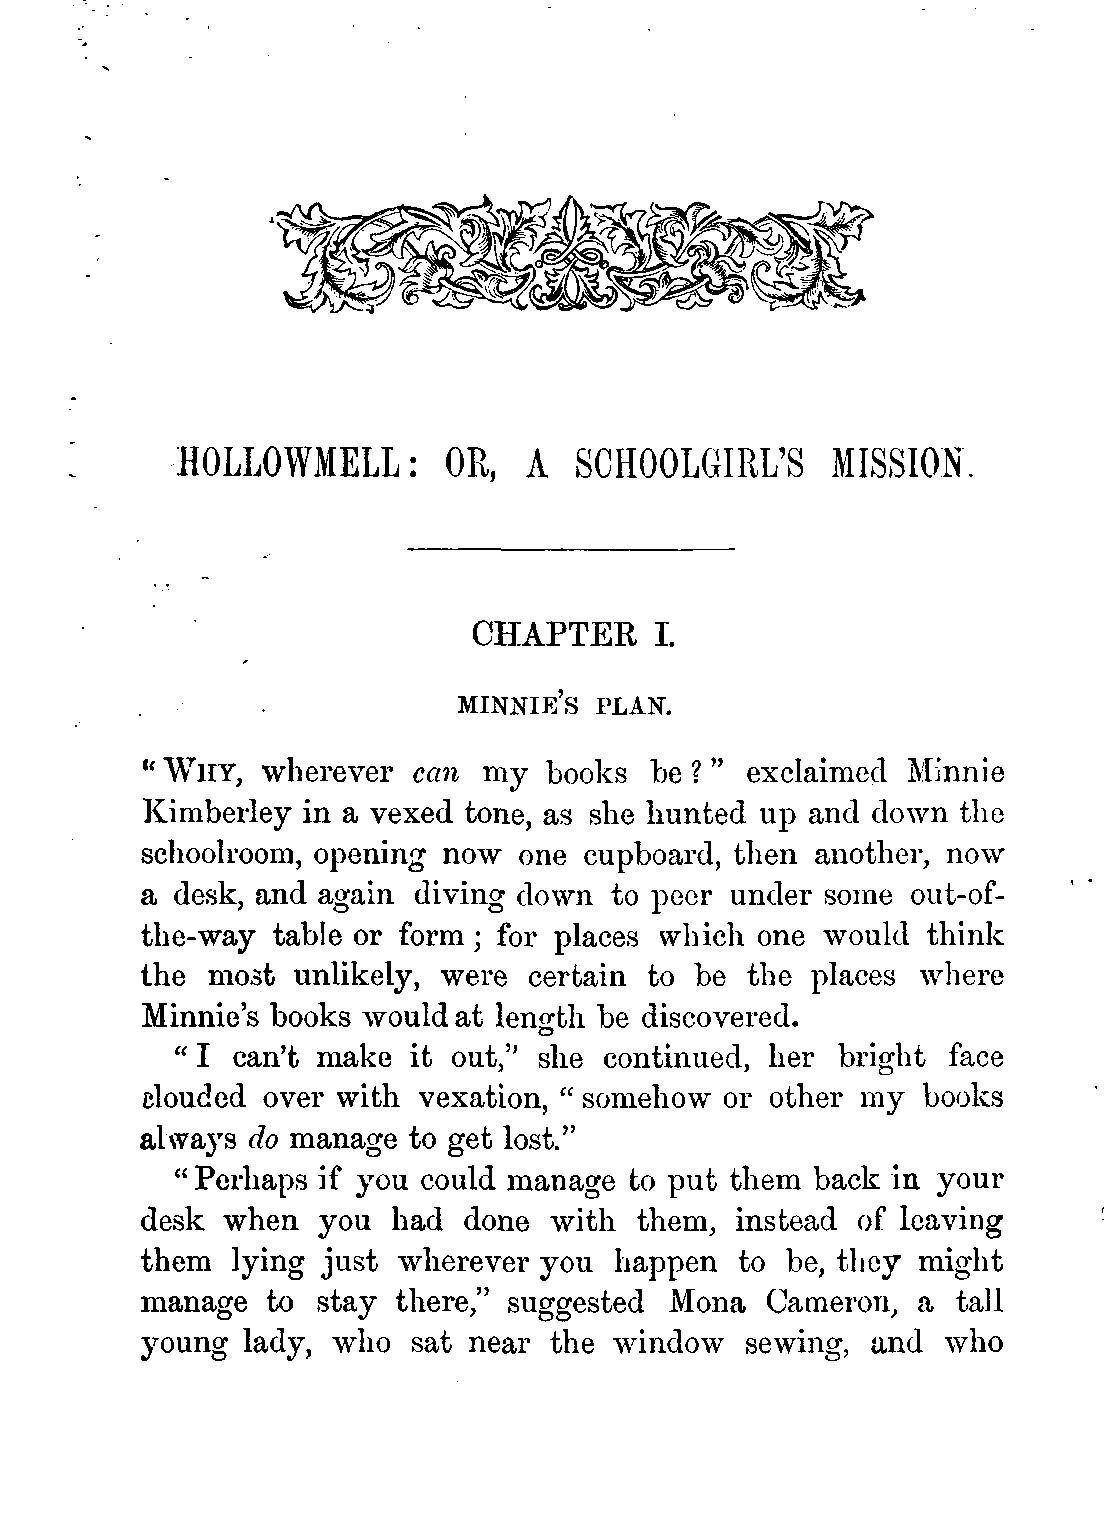 HOLLOWMELL: OR, A SCHOOLGIRL'S MISSION.
CHAPTER I.
MINNIE'S PLAN.
"WHY, wherever can my books be?" exclaimed Minnie
Kimberley in a vexed tone, as she hunted up and down the
schoolroom, opening now one cupboard, then another, now
a desk, and again diving down to peer under some out-of-
the-way table or form; for places which one would think
the most unlikely, were certain to be the places where
Minnie's books would at length be discovered.
"I can't make it out," she continued, her bright face
clouded over with vexation, "somehow or other my books
always do manage to get lost."
"Perhaps if you could manage to put them back in your
desk when you had done with them, instead of leaving
them lying just wherever you happen to be, they might
manage to stay there," suggested Mona Cameron, a tall
young lady, who sat near the window sewing, and who